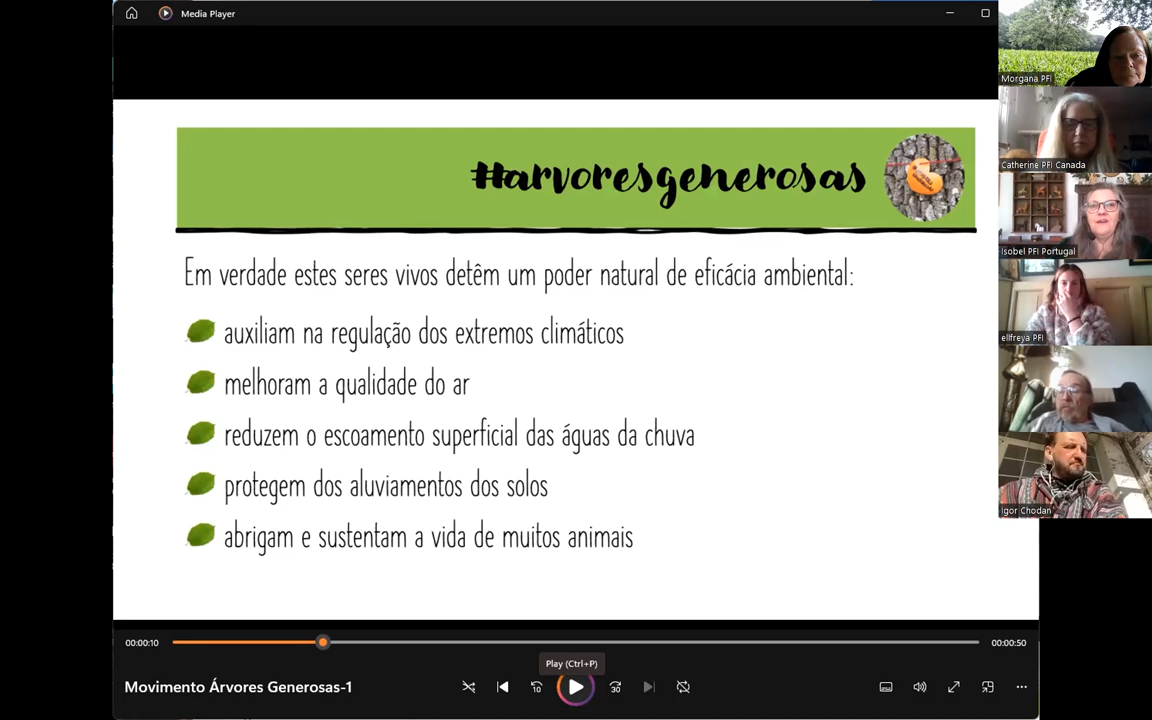 Media Player
#arvoresgenerosas
Em verdade estes seres vivos detêm um poder natural de eficácia ambiental:
auxiliam na regulação dos extremos climáticos
melhoram a qualidade do ar
reduzem o escoamento superficial das águas da chuva
protegem dos aluviamentos dos solos
abrigam e sustentam a vida de muitos animais
Morgana PFI
Catherine PFI Canada
Isobel PFI Portugal
ellfreya PFI
Igor Chodan
00:00:10
00:00:50
Play (Ctrl+P)
Movimento Árvores Generosas-1
10
30